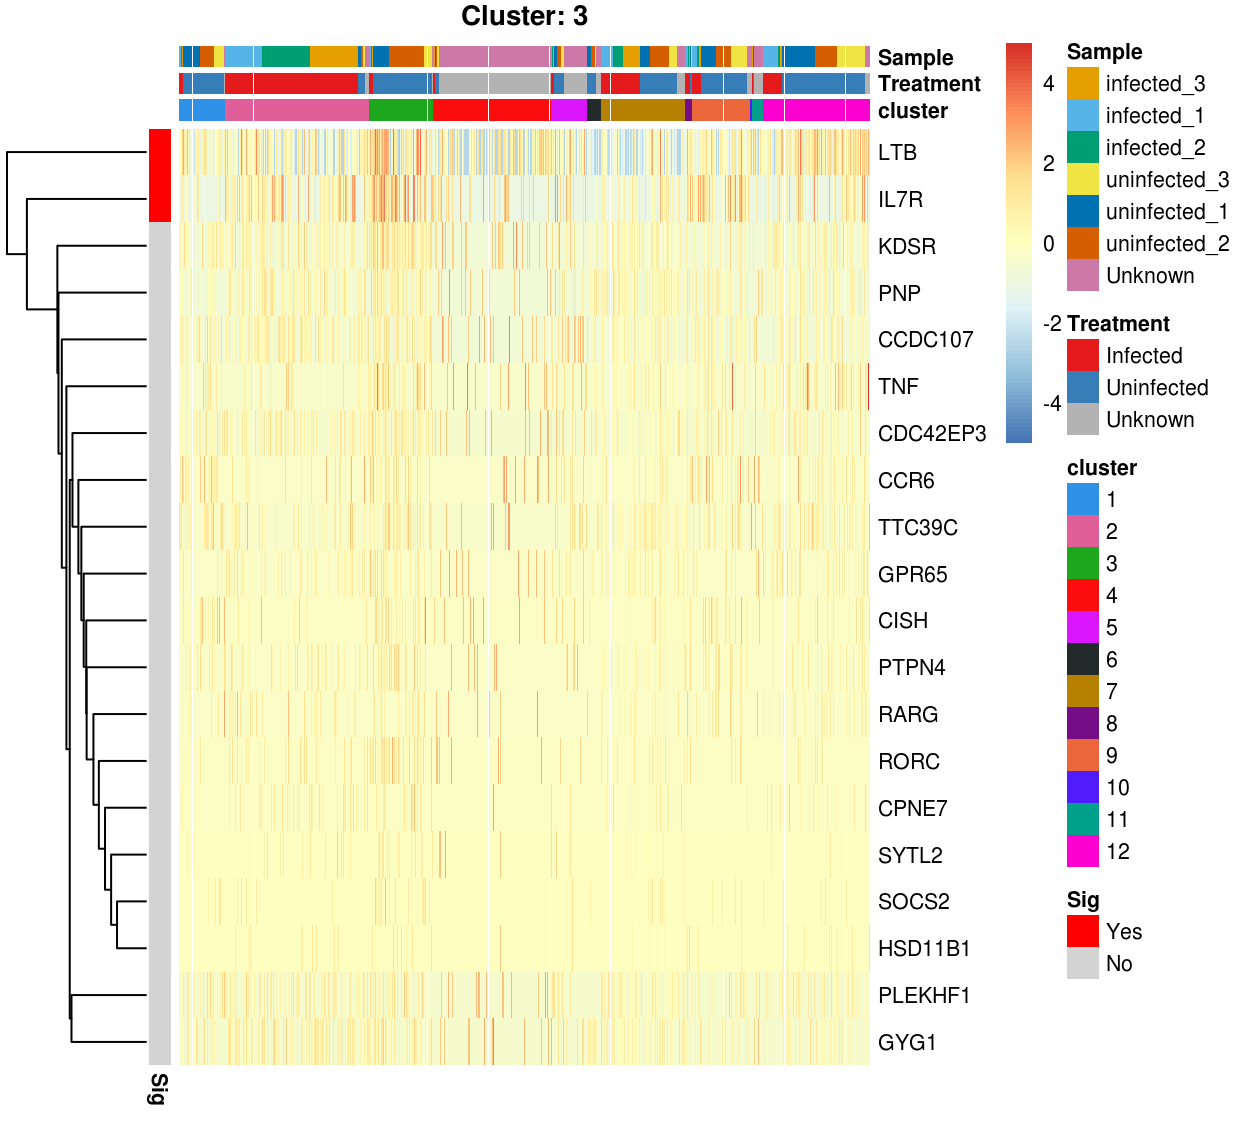 Cluster: 3
Sample
Treatment
cluster
LTB
IL7R
KDSR
PNP
CCDC107
TNF
CDC42EP3
CCR6
TTC39C
GPR65
CISH
PTPN4
RARG
RORC
CPNE7
SYTL2
SOCS2
HSD11B1
PLEKHF1
GYG1
Sig
4
2
0
-2
-4
Sample
infected_3
infected_1
infected_2
uninfected_3
uninfected_1
uninfected_2
Unknown
Treatment
Infected
Uninfected
Unknown
cluster
1
2
3
4
5
6
7
8
9
10
11
12
Sig
Yes
No